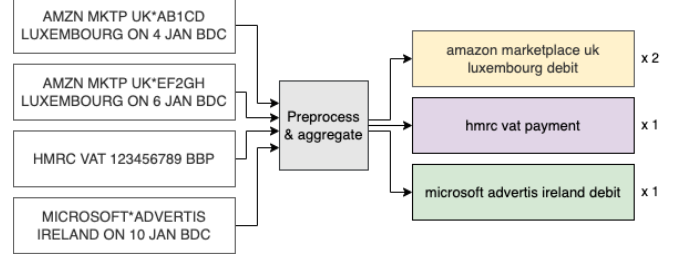 AMZN MKTP UK*AB1CD
LUXEMBOURG ON 4 JAN BDC
AMZN MKTP UK*EF2GH
LUXEMBOURG ON 6 JAN BDC
HMRC VAT 123456789 BBP
MICROSOFT*ADVERTIS
IRELAND ON 10 JAN BDC
Preprocess
& aggregate
amazon marketplace uk
luxembourg debit
x 2
hmrc vat payment
x 1
microsoft advertis ireland debit
x 1